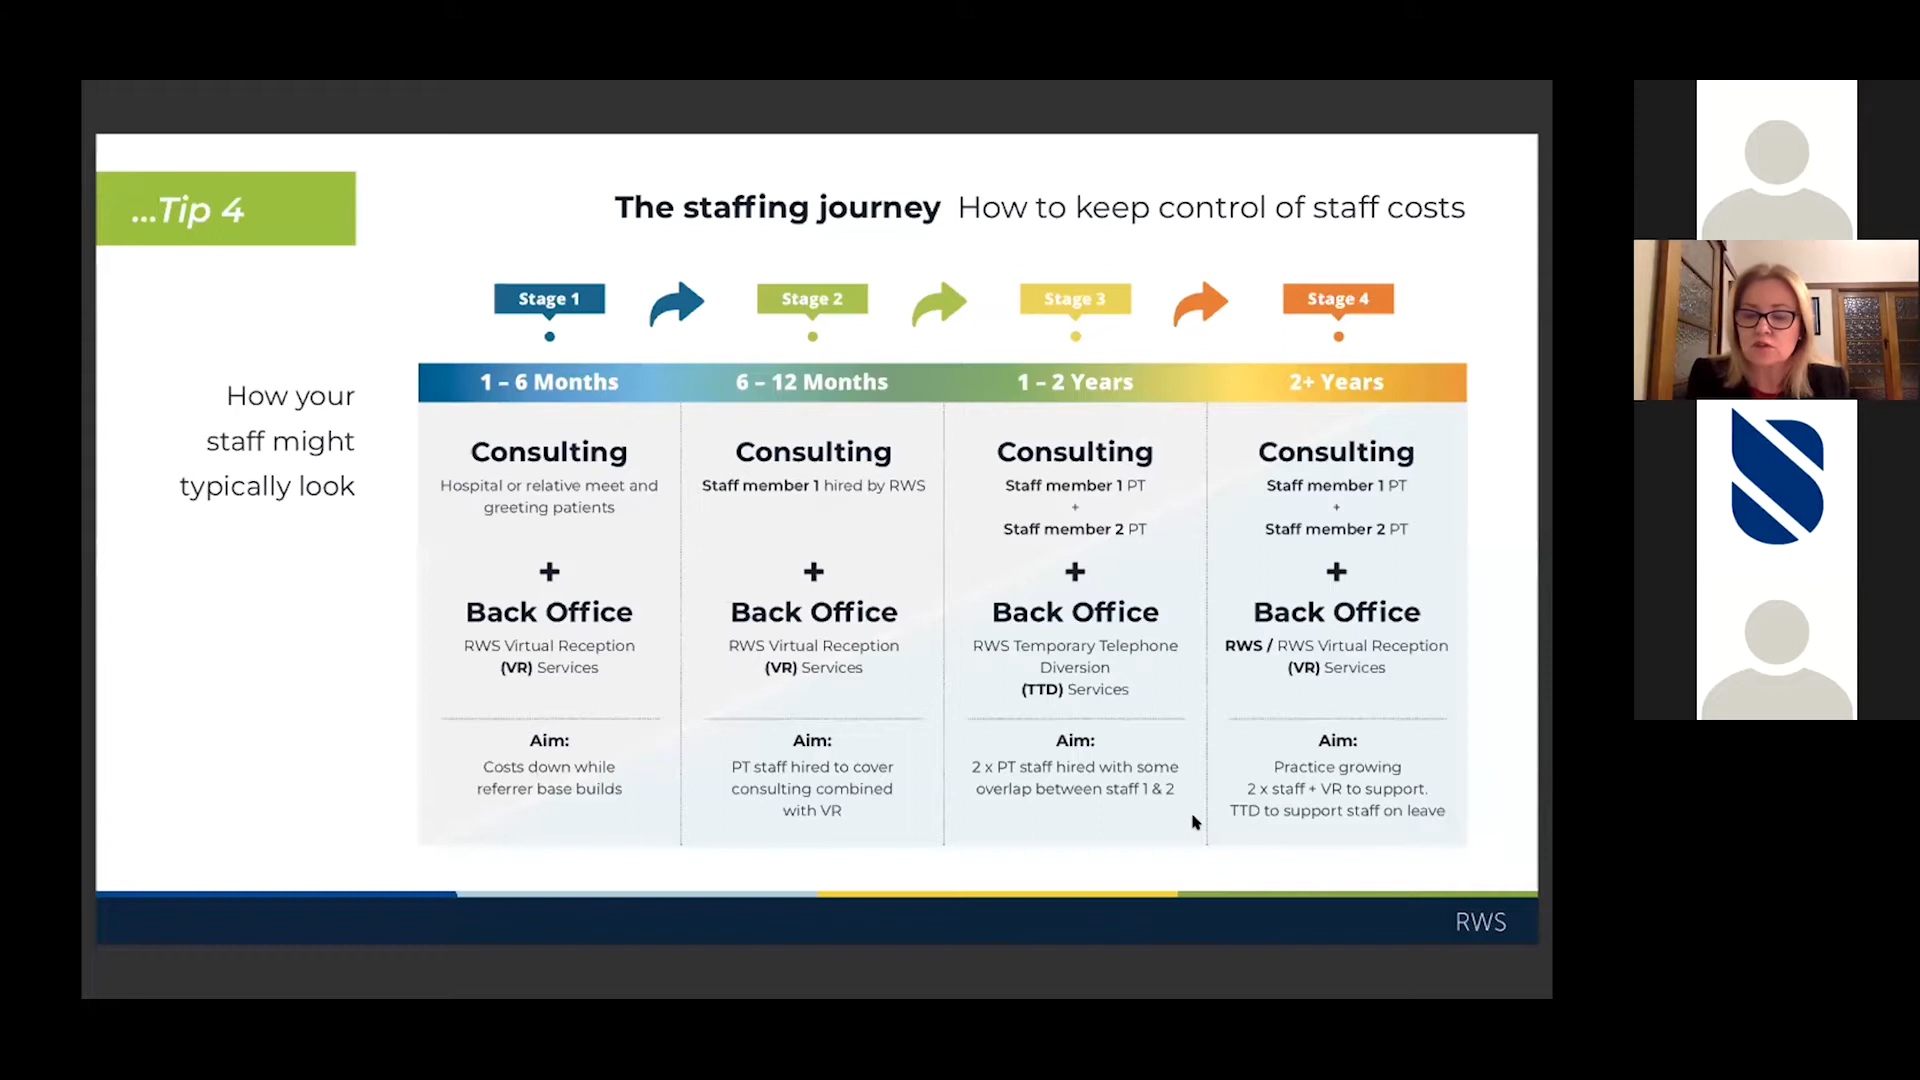 ...Tip 4
The staffing journey How to keep control of staff costs
How your
staff might
typically look
Stage 1
Stage 2
Stage 3
Stage 4
1 – 6 Months
6 – 12 Months
1 – 2 Years
2+ Years
Consulting
Hospital or relative meet and
greeting patients
+
Back Office
RWS Virtual Reception
(VR) Services
Aim:
Costs down while
referrer base builds
Consulting
Staff member 1 hired by RWS
+
Back Office
RWS Virtual Reception
(VR) Services
Aim:
PT staff hired to cover
consulting combined
with VR
Consulting
Staff member 1 PT
+
Staff member 2 PT
+
Back Office
RWS Temporary Telephone
Diversion
(TTD) Services
Aim:
2 x PT staff hired with some
overlap between staff 1 & 2
Consulting
Staff member 1 PT
+
Staff member 2 PT
+
Back Office
RWS / RWS Virtual Reception
(VR) Services
Aim:
Practice growing
2 x staff + VR to support.
TTD to support staff on leave
RWS